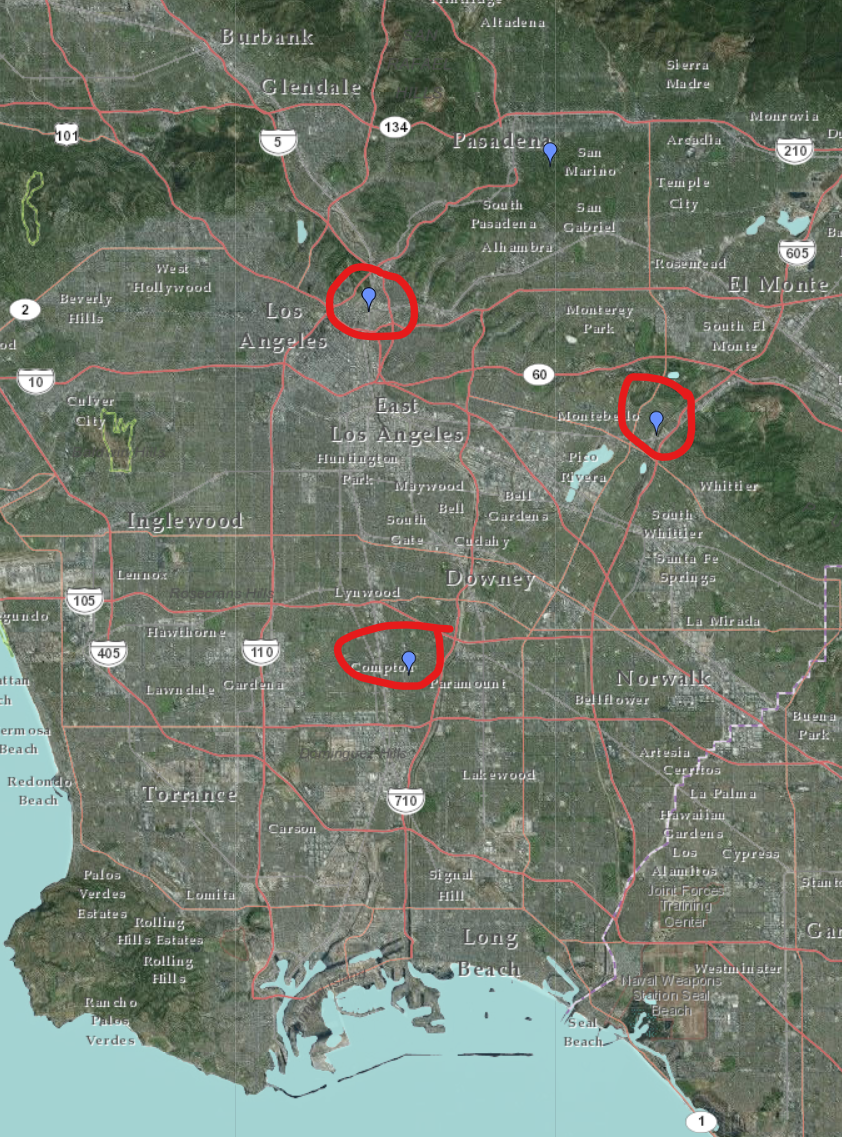 Burbank
Altadena
Glendale
Sierra
Madre
101
5
134
Pasadena
Monrovia
Arcadia
210
San
Marino
Temple
City
South
Pasadena
San
Gabriel
Alhambra
605
West
Hollywood
Rosemead
El Monte
2
Beverly
Hills
Los
Angeles
Monterey
Park
South El
Monte
10
60
Culver
City
East
Los Angeles
Montebello
Huntington
Park
Pico
Rivera
Maywood
Bell
Bell
Gardens
Whittier
Inglewood
South
Gate
Cudahy
South
Whittier
Santa Fe
Springs
Lennox
Downey
105
Rosecrans Hills
Lynwood
Hawthorne
La Mirada
405
110
Compton
Lawndale
Gardena
Paramount
Norwalk
Bellflower
Buena
Park
Beach
Dominguez Hills
Artesia
Cerritos
Redondo
Beach
Torrance
Lakewood
La Palma
710
Carson
Hawaiian
Gardens
Los
Alamitos
Cypress
Palos
Verdes
Estates
Lomita
Signal
Hill
Joint Forces
Training
Center
Rolling
Hills Estates
Rolling
Hills
Long
Beach
Island
Westminster
Naval Weapons
Station Seal
Beach
Rancho
Palos
Verdes
Seal
Beach
1